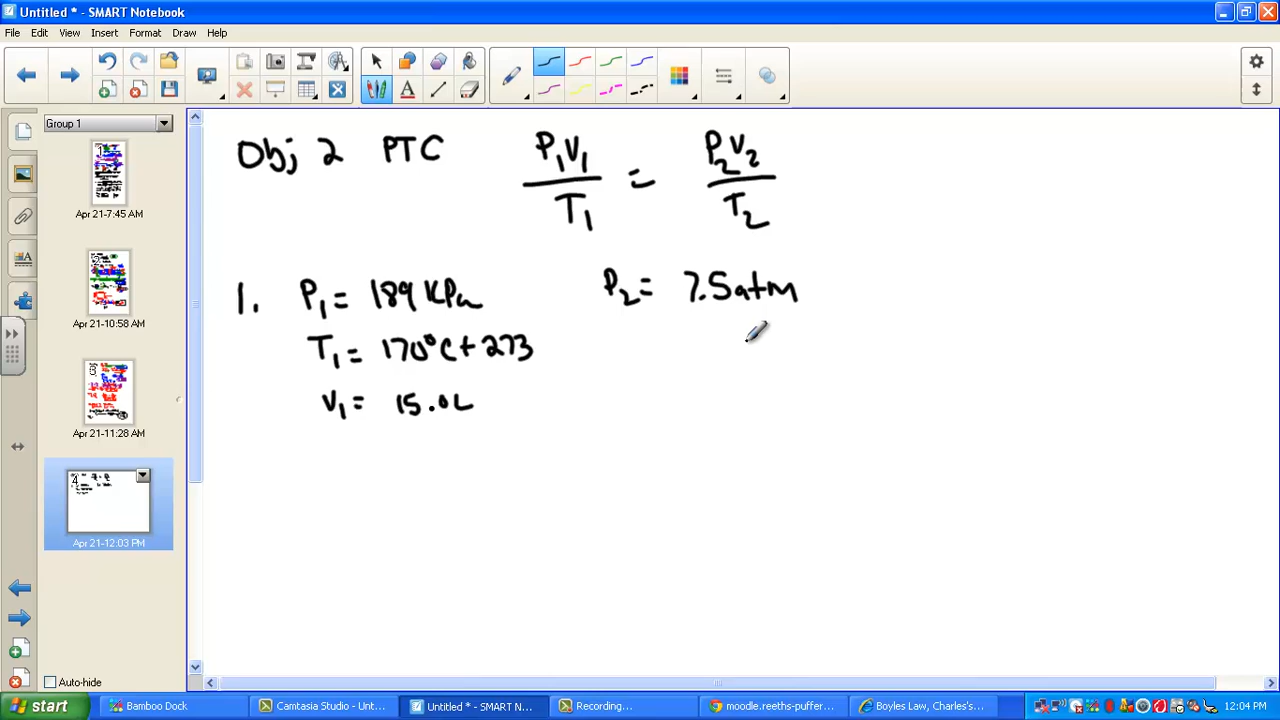 Untitled * - SMART Notebook
File Edit View Insert Format Draw Help
Group 1
Apr 21-7:45 AM
Apr 21-10:58 AM
Apr 21-11:28 AM
Apr 21-12:03 PM
Auto-hide
Obj 2 PTC P₁V₁/T₁ = P₂V₂/T₂
1. P₁ = 189 KPa P₂ = 7.5 atm
T₁ = 170°C + 273
V₁ = 15.0L
start Bamboo Dock Camtasia Studio - Unt... Untitled * - SMART N... Recording... moodle.reeths-puffer... Boyles Law, Charles's... 12:04 PM